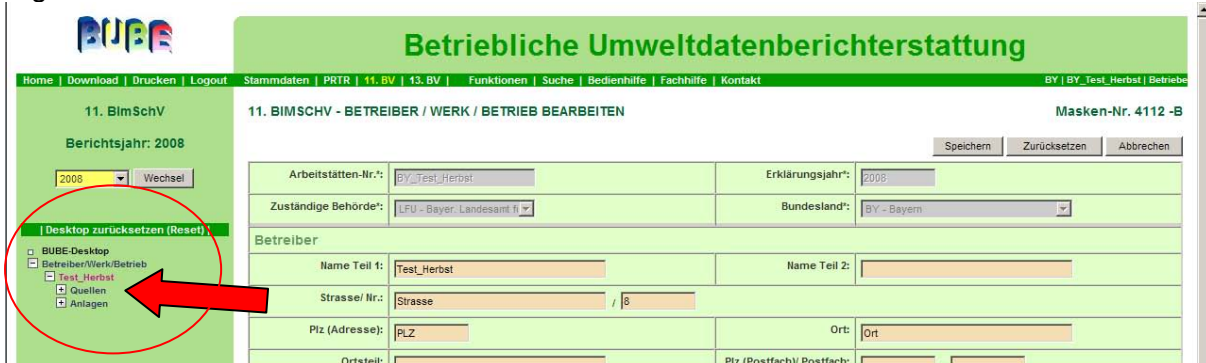 BUBE
Betriebliche Umweltdatenberichterstattung
Home | Download | Drucken | Logout Stammdaten | PRTR | 11. BV | 13. BV | Funktionen | Suche | Bedienhilfe | Fachhilfe | Kontakt BY | BY_Test_Herbst | Betriebe
11. BImSchV
Berichtsjahr: 2008
2008 Wechsel
| Desktop zurücksetzen (Reset) |
BUBE-Desktop
Betreiber/Werk/Betrieb
Test_Herbst
Quellen
Anlagen
11. BIMSCHV - BETREIBER / WERK / BETRIEB BEARBEITEN Masken-Nr. 4112 -B
Speichern Zurücksetzen Abbrechen
Arbeitstätten-Nr.*: BY_Test_Herbst Erklärungsjahr*: 2008
Zuständige Behörde*: LFU - Bayer. Landesamt fü Bundesland*: BY - Bayern
Betreiber
Name Teil 1: Test_Herbst Name Teil 2:
Strasse/ Nr.: Strasse / 8
Plz (Adresse): PLZ Ort: Ort
Ortsteil: Plz (Postfach)/ Postfach: